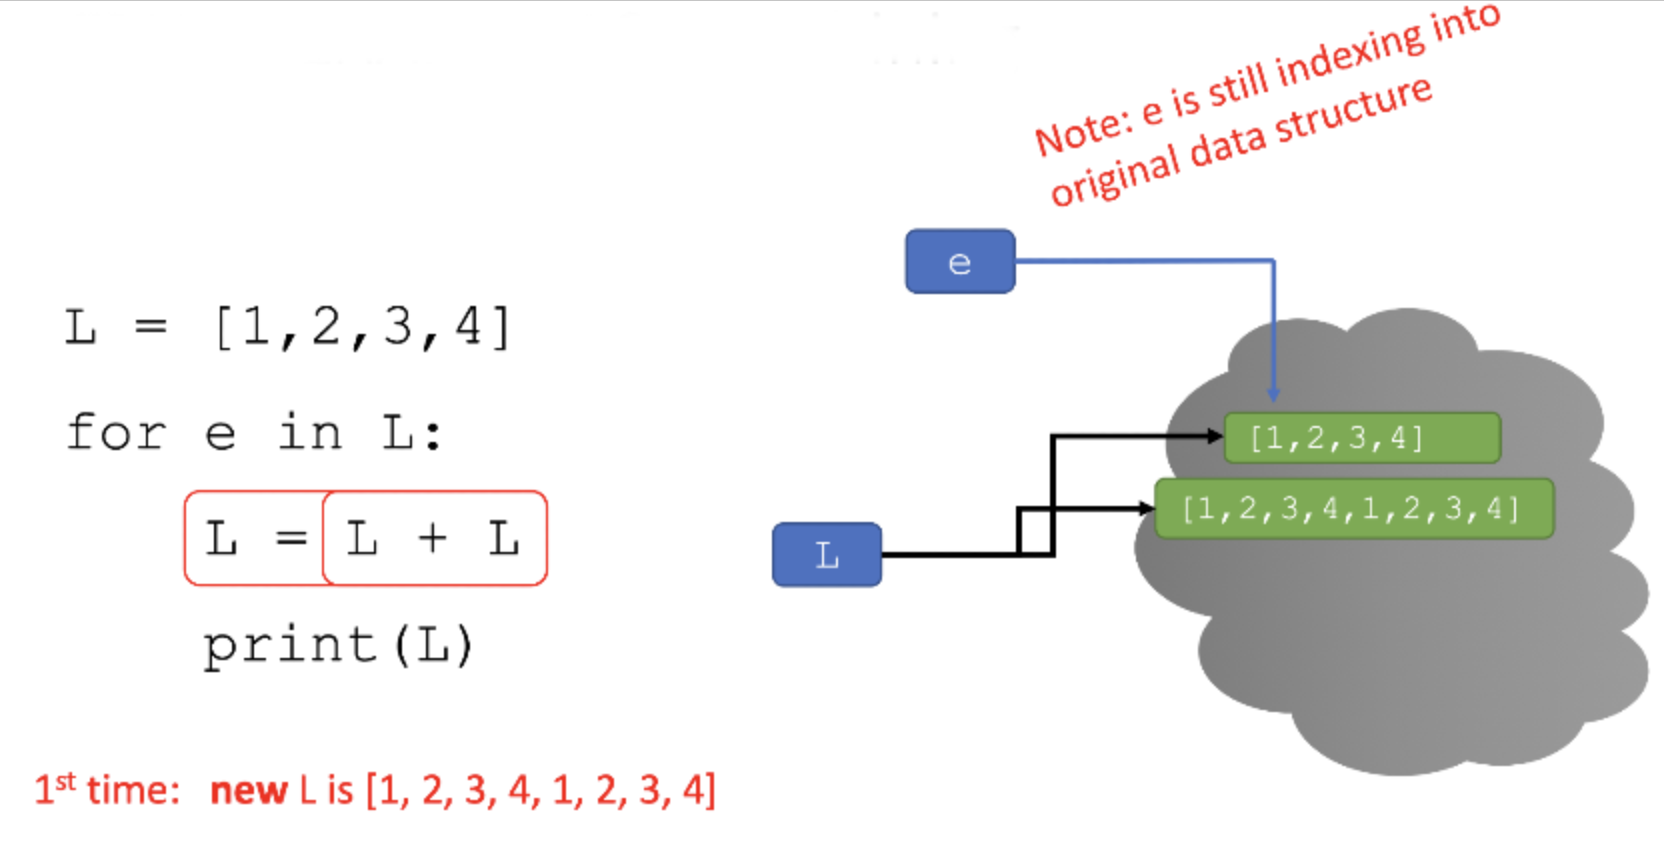 Note: e is still indexing into
original data structure
e
L = [1,2,3,4]
for e in L:
L = L + L
print(L)
[1,2,3,4]
[1,2,3,4,1,2,3,4]
L
1st time: new L is [1, 2, 3, 4, 1, 2, 3, 4]